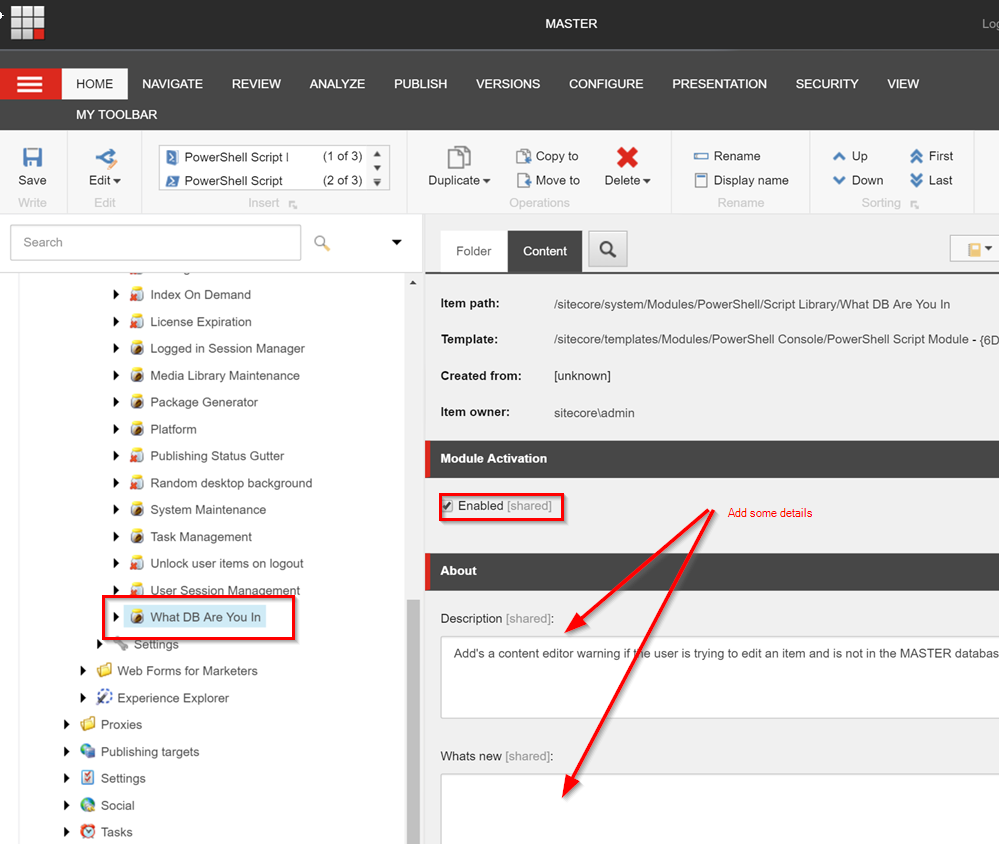 MASTER
Log
HOME NAVIGATE REVIEW ANALYZE PUBLISH VERSIONS CONFIGURE PRESENTATION SECURITY VIEW
MY TOOLBAR
Save
Write
Edit
Edit
PowerShell Script l (1 of 3)
PowerShell Script (2 of 3)
Insert
Duplicate
Copy to
Move to
Delete
Operations
Rename
Display name
Rename
Up
Down
First
Last
Sorting
Search
Index On Demand
License Expiration
Logged in Session Manager
Media Library Maintenance
Package Generator
Platform
Publishing Status Gutter
Random desktop background
System Maintenance
Task Management
Unlock user items on logout
User Session Management
What DB Are You In
Settings
Web Forms for Marketers
Experience Explorer
Proxies
Publishing targets
Settings
Social
Tasks
Folder Content
Item path: /sitecore/system/Modules/PowerShell/Script Library/What DB Are You In
Template: /sitecore/templates/Modules/PowerShell Console/PowerShell Script Module - {6D
Created from: [unknown]
Item owner: sitecore\admin
Module Activation
Enabled [shared]
Add some details
About
Description [shared]:
Add's a content editor warning if the user is trying to edit an item and is not in the MASTER databas
Whats new [shared]: